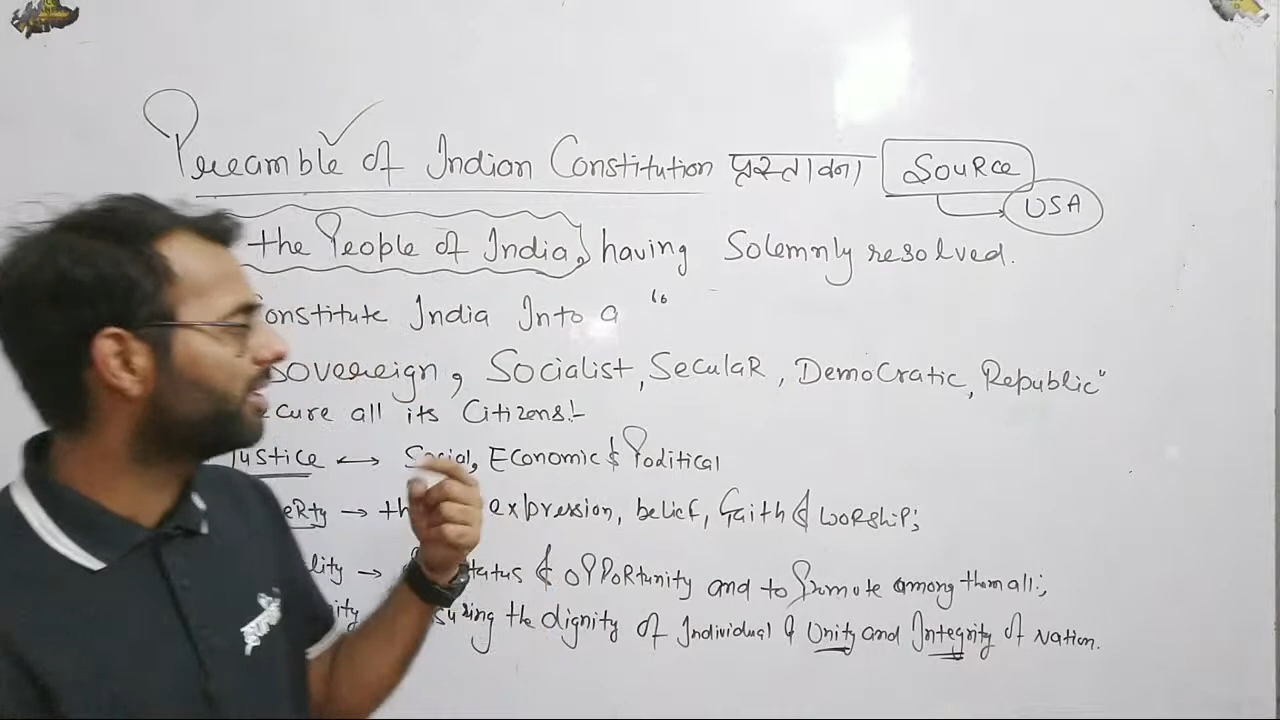 Preamble of Indian Constitution प्रस्तावना Source
USA
the People of India, having Solemnly resolved.
onstitute India Into a "
Sovereign, Socialist, Secular, Democratic, Republic"
cure all its Citizens:-
Justice ↔ Social, Economic & Political
erty → th expression, belief, Faith & worship;
lity → tatus & opportunity and to Promote among them all;
ity suring the dignity of Individual & Unity and Integrity of Nation.